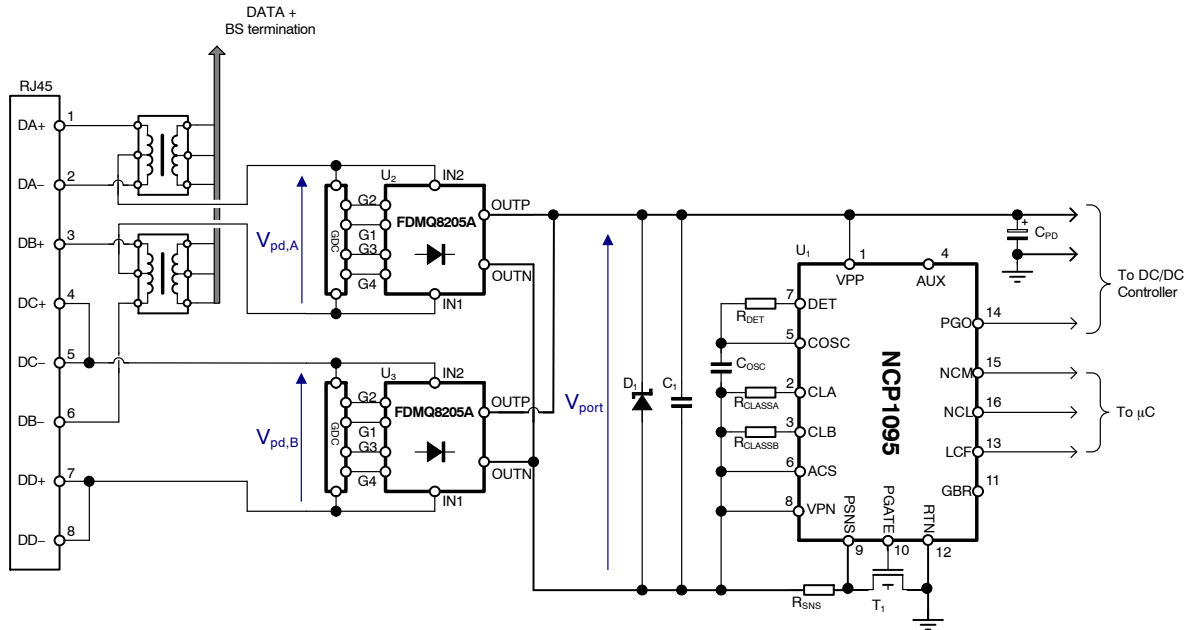 DATA +
BS termination
RJ45
DA+ 1
DA− 2
DB+ 3
DC+ 4
DC− 5
DB− 6
DD+ 7
DD− 8
Vpd,A
GDC
G2
G1
G3
G4
U2
IN2
FDMQ8205A
OUTP
OUTN
IN1
Vpd,B
GDC
G2
G1
G3
G4
U3
IN2
FDMQ8205A
OUTP
OUTN
IN1
Vport
D1
C1
RDET
COSC
RCLASSA
RCLASSB
U1
1
VPP
4
AUX
7 DET
5 COSC
2 CLA
3 CLB
6 ACS
8 VPN
NCP1095
PGO 14
NCM 15
NCL 16
LCF 13
GBR 11
PSNS
9
PGATE
10
RTN
12
RSNS
T1
+
CPD
To DC/DC
Controller
To μC